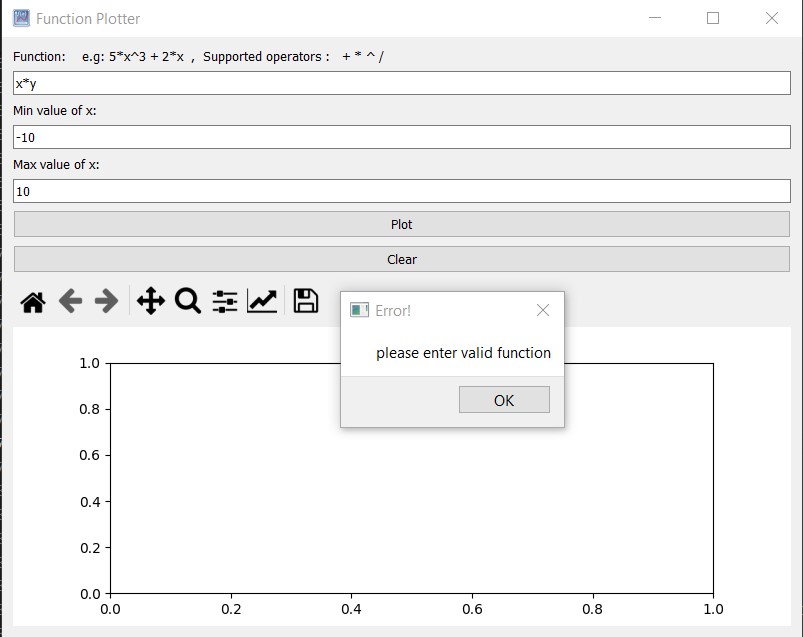 Function Plotter
Function: e.g: 5*x^3 + 2*x , Supported operators : + * ^ /
x*y
Min value of x:
-10
Max value of x:
10
Plot
Clear
Error!
please enter valid function
OK
1.0
0.8
0.6
0.4
0.2
0.0
0.0 0.2 0.4 0.6 0.8 1.0